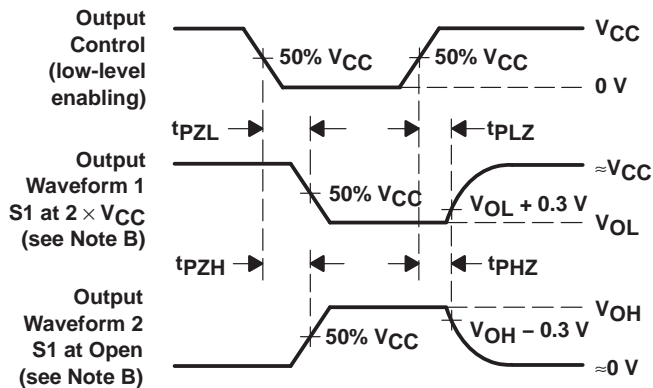 Output
Control
(low-level
enabling)
50% VCC
50% VCC
VCC
0 V
tPZL
tPLZ
Output
Waveform 1
S1 at 2 × VCC
(see Note B)
50% VCC
≈VCC
VOL + 0.3 V
VOL
tPZH
tPHZ
Output
Waveform 2
S1 at Open
(see Note B)
50% VCC
VOH
VOH − 0.3 V
≈0 V